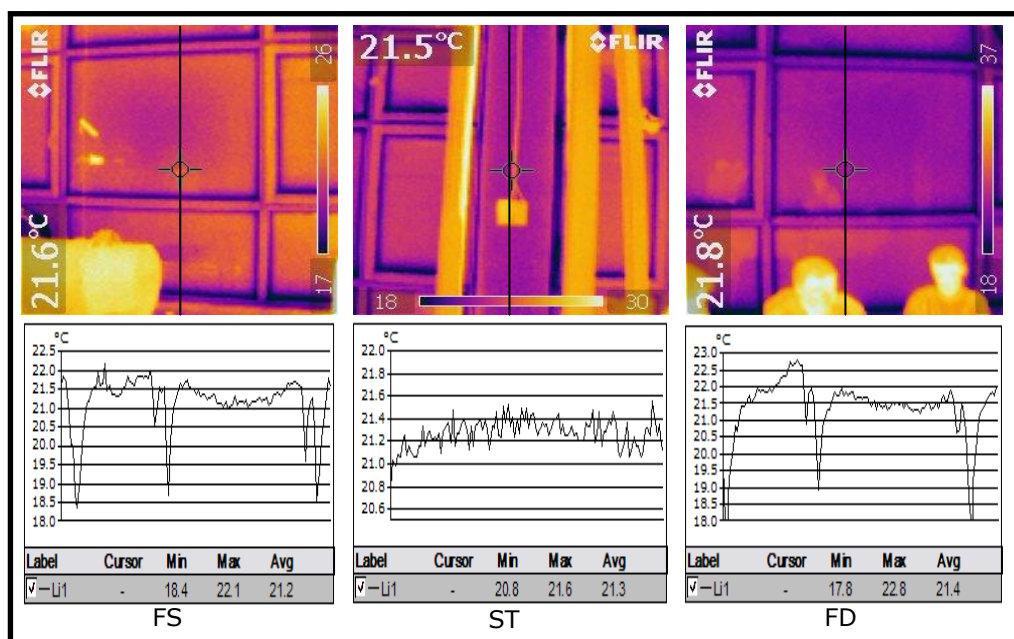 FLIR
26
21.6°C
17
21.5°C
FLIR
18
30
FLIR
37
21.8°C
18
°C
22.5
22.0
21.5
21.0
20.5
20.0
19.5
19.0
18.5
18.0
Label Cursor Min Max Avg
Li1 - 18.4 22.1 21.2
FS
22.0
21.8
21.6
21.4
21.2
21.0
20.8
20.6
°C
Label Cursor Min Max Avg
Li1 - 20.8 21.6 21.3
ST
°C
23.0
22.5
22.0
21.5
21.0
20.5
20.0
19.5
19.0
18.5
18.0
Label Cursor Min Max Avg
Li1 - 17.8 22.8 21.4
FD